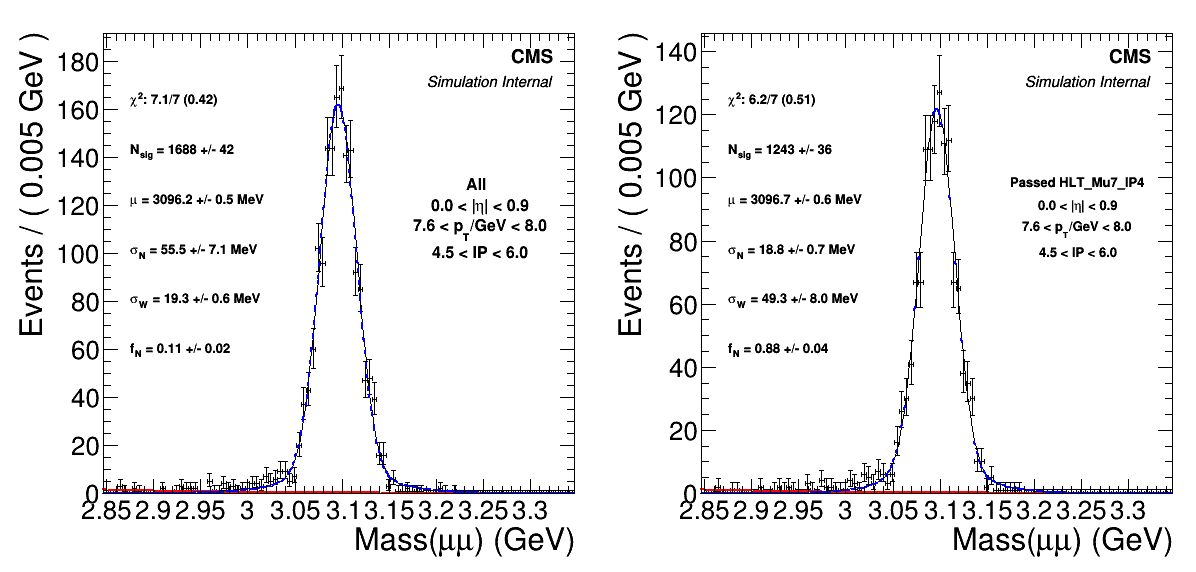 Events / ( 0.005 GeV )
180
160
140
120
100
80
60
40
20
0
CMS
Simulation Internal
χ²: 7.1/7 (0.42)
N_sig = 1688 +/- 42
μ = 3096.2 +/- 0.5 MeV
σ_N = 55.5 +/- 7.1 MeV
σ_W = 19.3 +/- 0.6 MeV
f_N = 0.11 +/- 0.02
All
0.0 < |η| < 0.9
7.6 < p_T/GeV < 8.0
4.5 < IP < 6.0
2.85 2.9 2.95 3 3.05 3.1 3.15 3.2 3.25 3.3
Mass(μμ) (GeV)
Events / ( 0.005 GeV )
140
120
100
80
60
40
20
0
CMS
Simulation Internal
χ²: 6.2/7 (0.51)
N_sig = 1243 +/- 36
μ = 3096.7 +/- 0.6 MeV
σ_N = 18.8 +/- 0.7 MeV
σ_W = 49.3 +/- 8.0 MeV
f_N = 0.88 +/- 0.04
Passed HLT_Mu7_IP4
0.0 < |η| < 0.9
7.6 < p_T/GeV < 8.0
4.5 < IP < 6.0
2.85 2.9 2.95 3 3.05 3.1 3.15 3.2 3.25 3.3
Mass(μμ) (GeV)